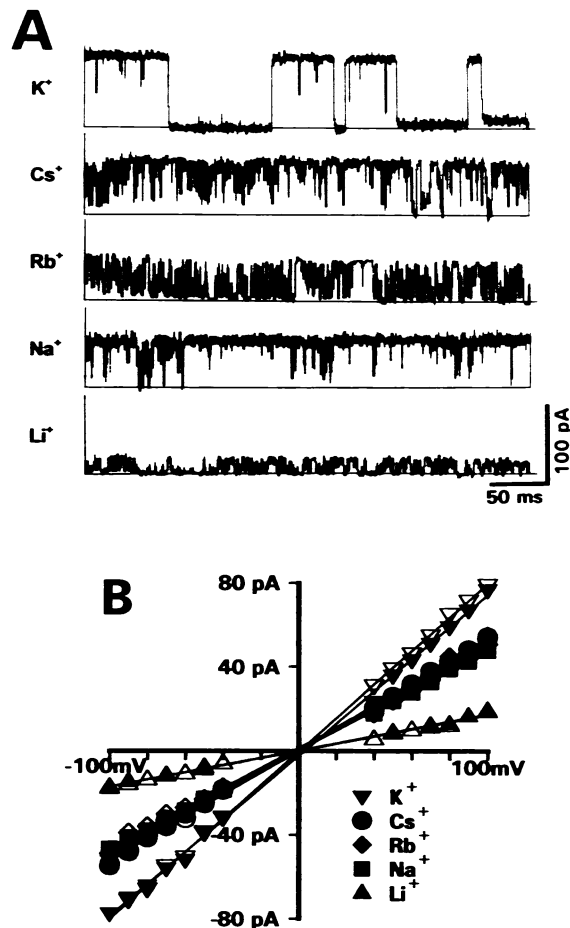 A
K⁺
Cs⁺
Rb⁺
Na⁺
Li⁺
100 pA
50 ms
B
80 pA
40 pA
-100mV
100mV
-40 pA
-80 pA
K⁺
Cs⁺
Rb⁺
Na⁺
Li⁺